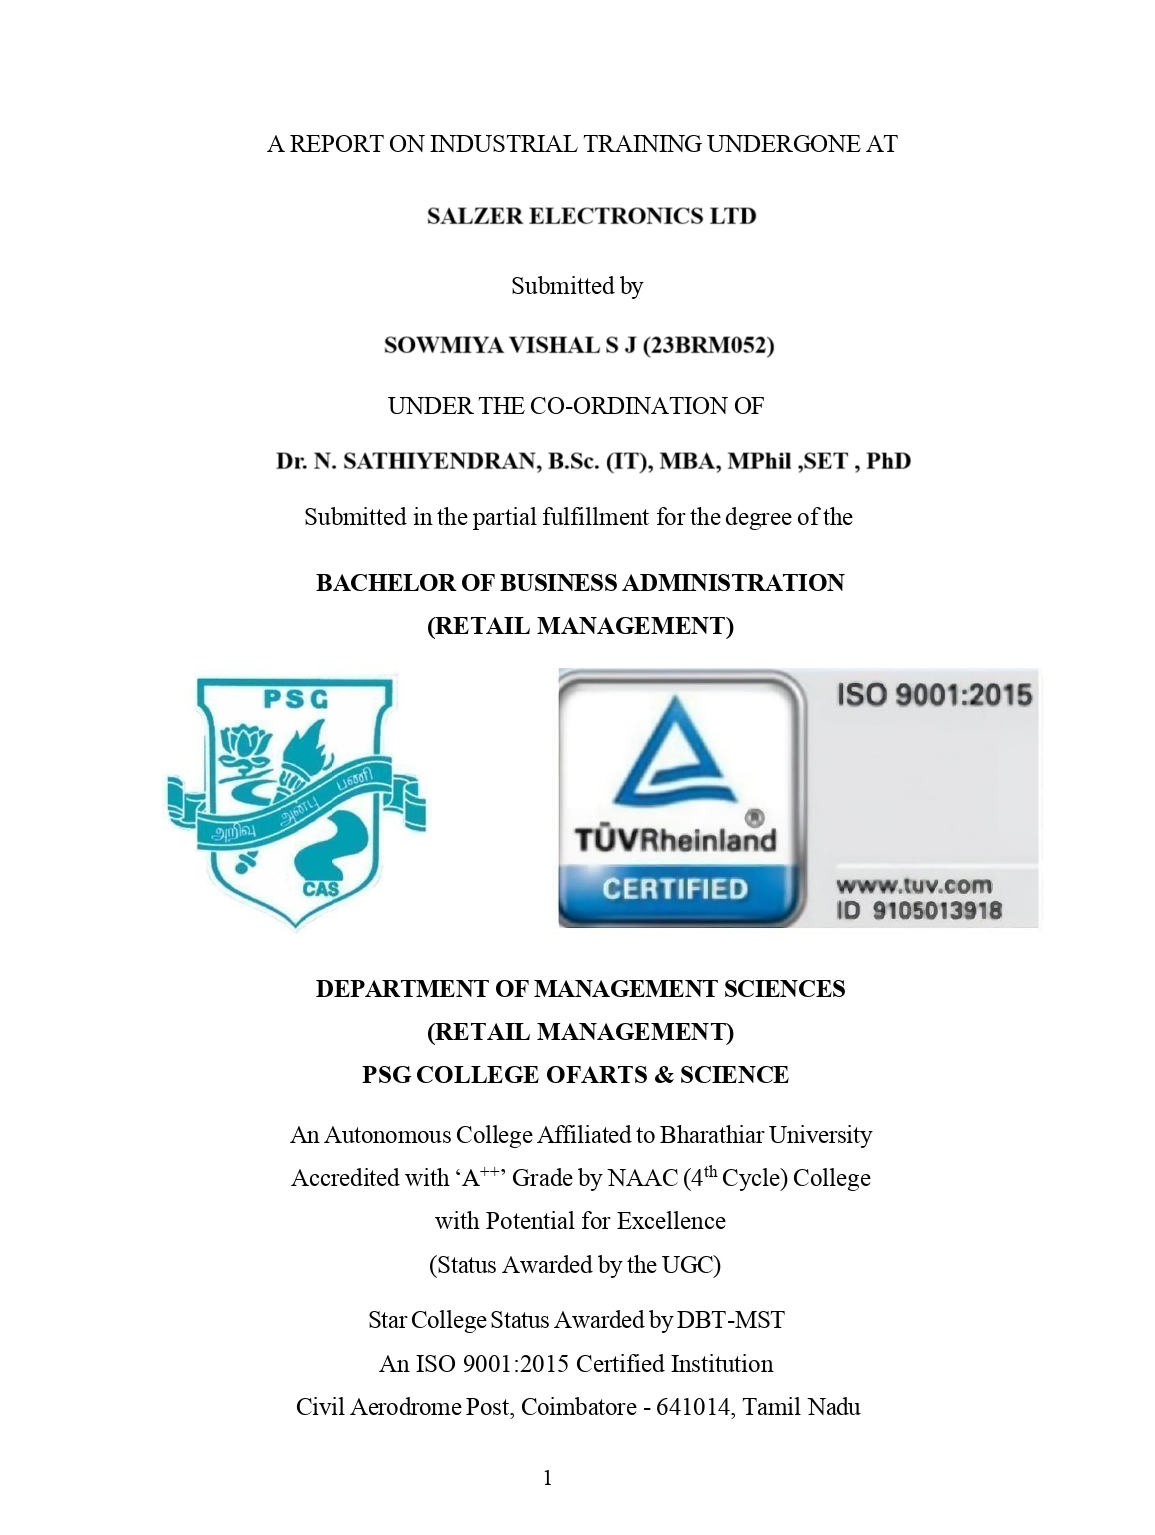 A REPORT ON INDUSTRIAL TRAINING UNDERGONE AT
SALZER ELECTRONICS LTD
Submitted by
SOWMIYA VISHAL S J (23BRM052)
UNDER THE CO-ORDINATION OF
Dr. N. SATHIYENDRAN, B.Sc. (IT), MBA, MPhil ,SET , PhD
Submitted in the partial fulfillment for the degree of the
BACHELOR OF BUSINESS ADMINISTRATION
(RETAIL MANAGEMENT)
PSG
அறிவு அன்பு பணி
CAS
TÜVRheinland ®
CERTIFIED
ISO 9001:2015
www.tuv.com
ID 9105013918
DEPARTMENT OF MANAGEMENT SCIENCES
(RETAIL MANAGEMENT)
PSG COLLEGE OFARTS & SCIENCE
An Autonomous College Affiliated to Bharathiar University
Accredited with ‘A++’ Grade by NAAC (4th Cycle) College
with Potential for Excellence
(Status Awarded by the UGC)
Star College Status Awarded by DBT-MST
An ISO 9001:2015 Certified Institution
Civil Aerodrome Post, Coimbatore - 641014, Tamil Nadu
1